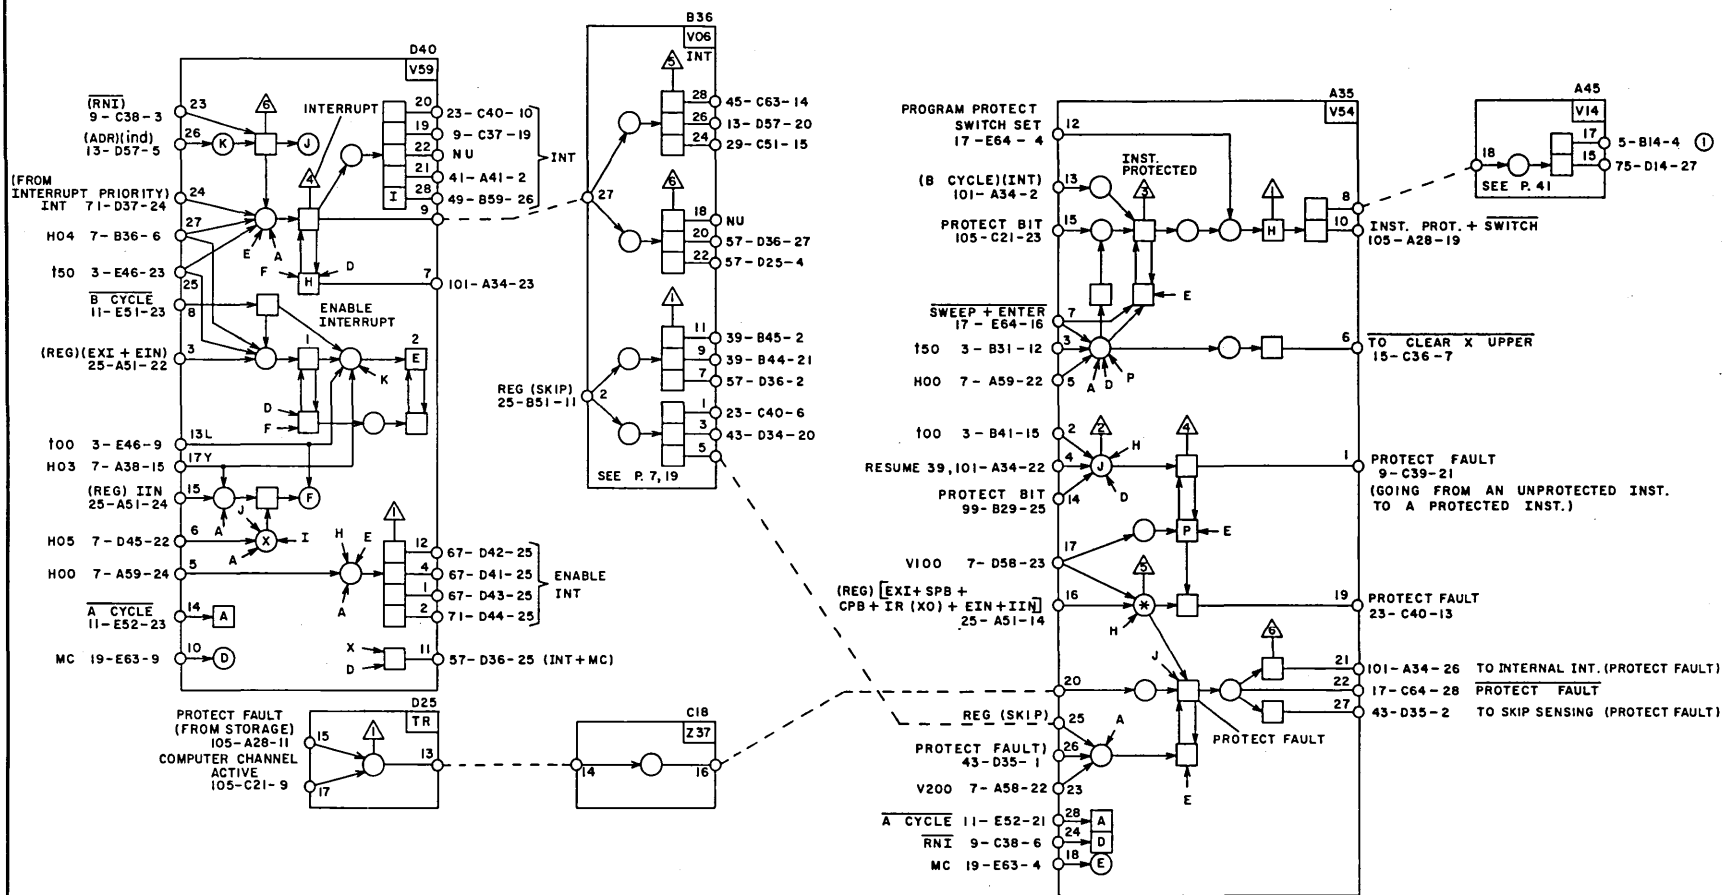 D40
V59
(RNI)
9-C38-3
23
(ADR)(ind)
13-D57-5
26
K
6
J
(FROM
INTERRUPT PRIORITY)
INT 71-D37-24
24
27
H04 7-B36-6
t50 3-E46-23
25
B CYCLE
11-E51-23
8
(REG)(EXI + EIN)
25-A51-22
3
INTERRUPT
4
E
A
F
H
D
ENABLE
INTERRUPT
1
2
E
K
D
F
20
23-C40-10
19
9-C37-19
22
NU
21
41-A41-2
I
28
49-B59-26
INT
9
7
101-A34-23
t00 3-E46-9
13L
H03 7-A38-15
17Y
(REG) IIN
25-A51-24
15
F
A
J
H05 7-D45-22
6
X
I
A
H00 7-A59-24
5
H
E
A
1
12
67-D42-25
4
67-D41-25
1
67-D43-25
2
71-D44-25
ENABLE
INT
A CYCLE
11-E52-23
14
A
MC 19-E63-9
10
D
X
D
11
57-D36-25 (INT+MC)
D25
TR
PROTECT FAULT
(FROM STORAGE)
105-A28-11
15
COMPUTER CHANNEL
ACTIVE
105-C21-9
17
1
13
C18
Z37
14
16
B36
V06
INT
5
28
45-C63-14
26
13-D57-20
24
29-C51-15
27
6
18
NU
20
57-D36-27
22
57-D25-4
1
11
39-B45-2
9
39-B44-21
7
57-D36-2
REG (SKIP)
25-B51-11
2
1
23-C40-6
3
43-D34-20
5
SEE P. 7, 19
A35
V54
PROGRAM PROTECT
SWITCH SET
17-E64-4
12
(B CYCLE)(INT)
101-A34-2
13
INST.
PROTECTED
3
PROTECT BIT
105-C21-23
15
1
H
8
10
INST. PROT. + SWITCH
105-A28-19
E
SWEEP + ENTER
17-E64-16
7
t50 3-B31-12
3
H00 7-A59-22
5
A
D
P
6
TO CLEAR X UPPER
15-C36-7
t00 3-B41-15
2
2
H
4
RESUME 39,101-A34-22
4
J
D
PROTECT BIT
99-B29-25
14
1
PROTECT FAULT
9-C39-21
(GOING FROM AN UNPROTECTED INST.
TO A PROTECTED INST.)
P
E
V100 7-D58-23
17
5
(REG) [EXI+ SPB +
CPB + IR (XO) + EIN + IIN]
25-A51-14
16
*
H
19
PROTECT FAULT
23-C40-13
6
J
20
21
101-A34-26 TO INTERNAL INT. (PROTECT FAULT)
22
17-C64-28 PROTECT FAULT
27
43-D35-2 TO SKIP SENSING (PROTECT FAULT)
PROTECT FAULT
REG (SKIP)
25
A
PROTECT FAULT)
43-D35-1
26
V200 7-A58-22
23
E
A CYCLE 11-E52-21
28
A
RNI 9-C38-6
24
D
MC 19-E63-4
18
E
A45
V14
18
17
5-B14-4 1
15
75-D14-27
SEE P. 41